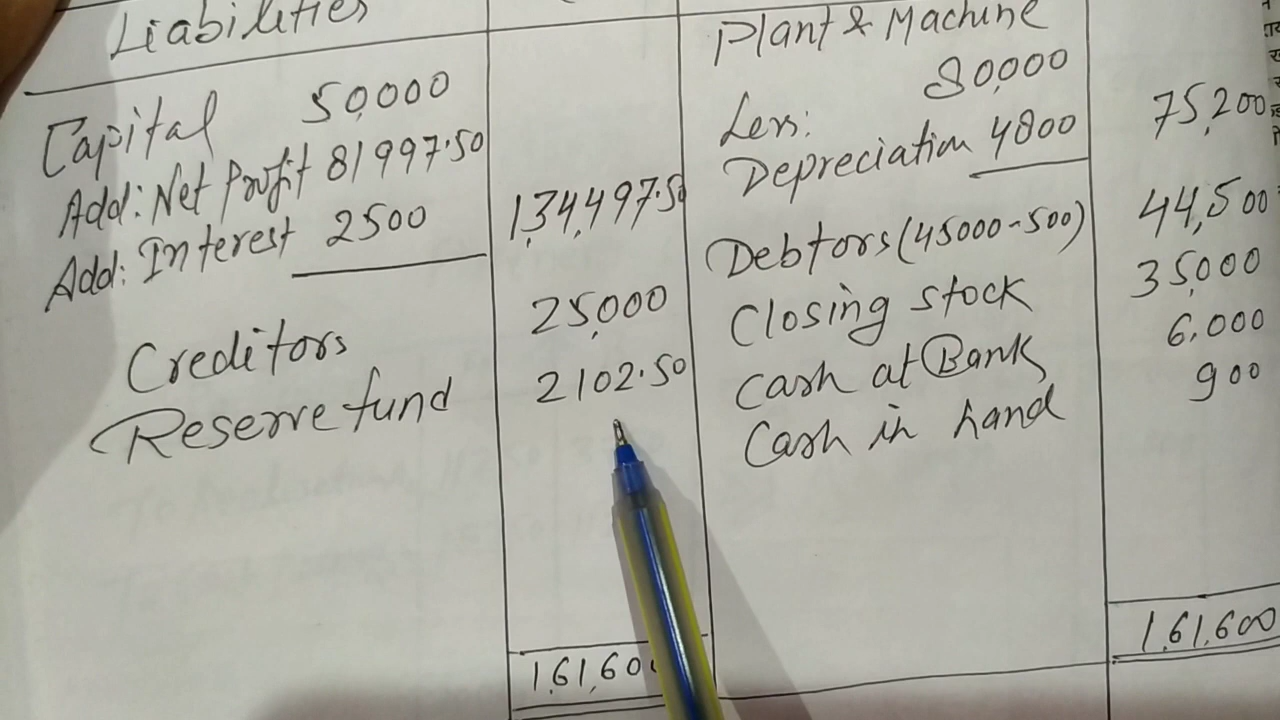 Liabilities
Capital 50,000
Add: Net Profit 81997.50
Add: Interest 2500 1,34,497.50
Creditors 25,000
Reserve fund 2102.50
1,61,60
Plant & Machine
80,000
Less:
Depreciation 4800 75,200
Debtors (45000-500) 44,500
Closing stock 35,000
Cash at Bank 6,000
Cash in hand 900
1,61,600